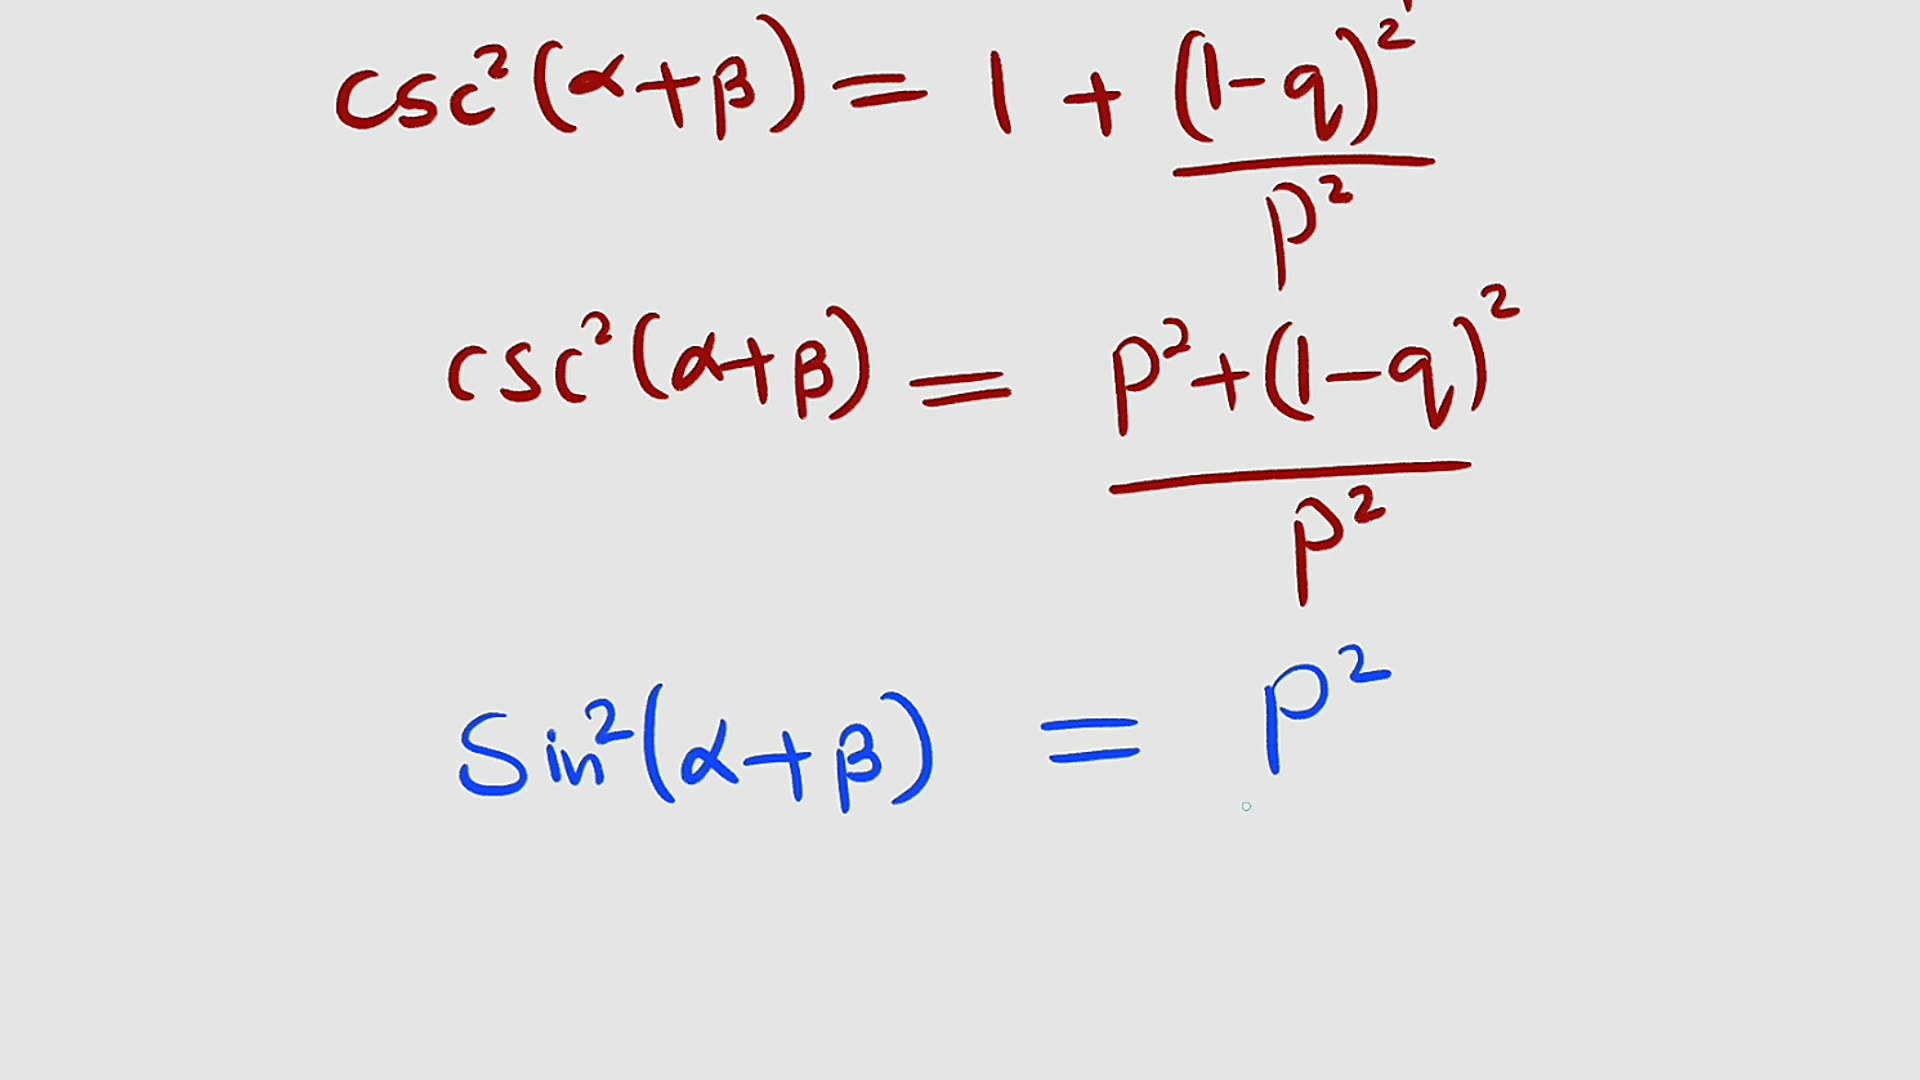 csc²(α+β) = 1 + (1-q)²
p²
csc²(α+β) = p²+(1-q)²
p²
Sin²(α+β) = p²